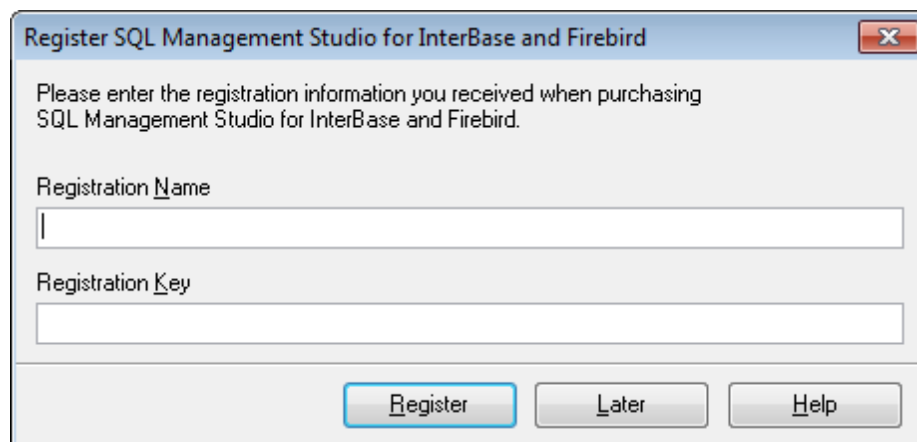 Register SQL Management Studio for InterBase and Firebird
Please enter the registration information you received when purchasing
SQL Management Studio for InterBase and Firebird.
Registration Name
Registration Key
Register
Later
Help